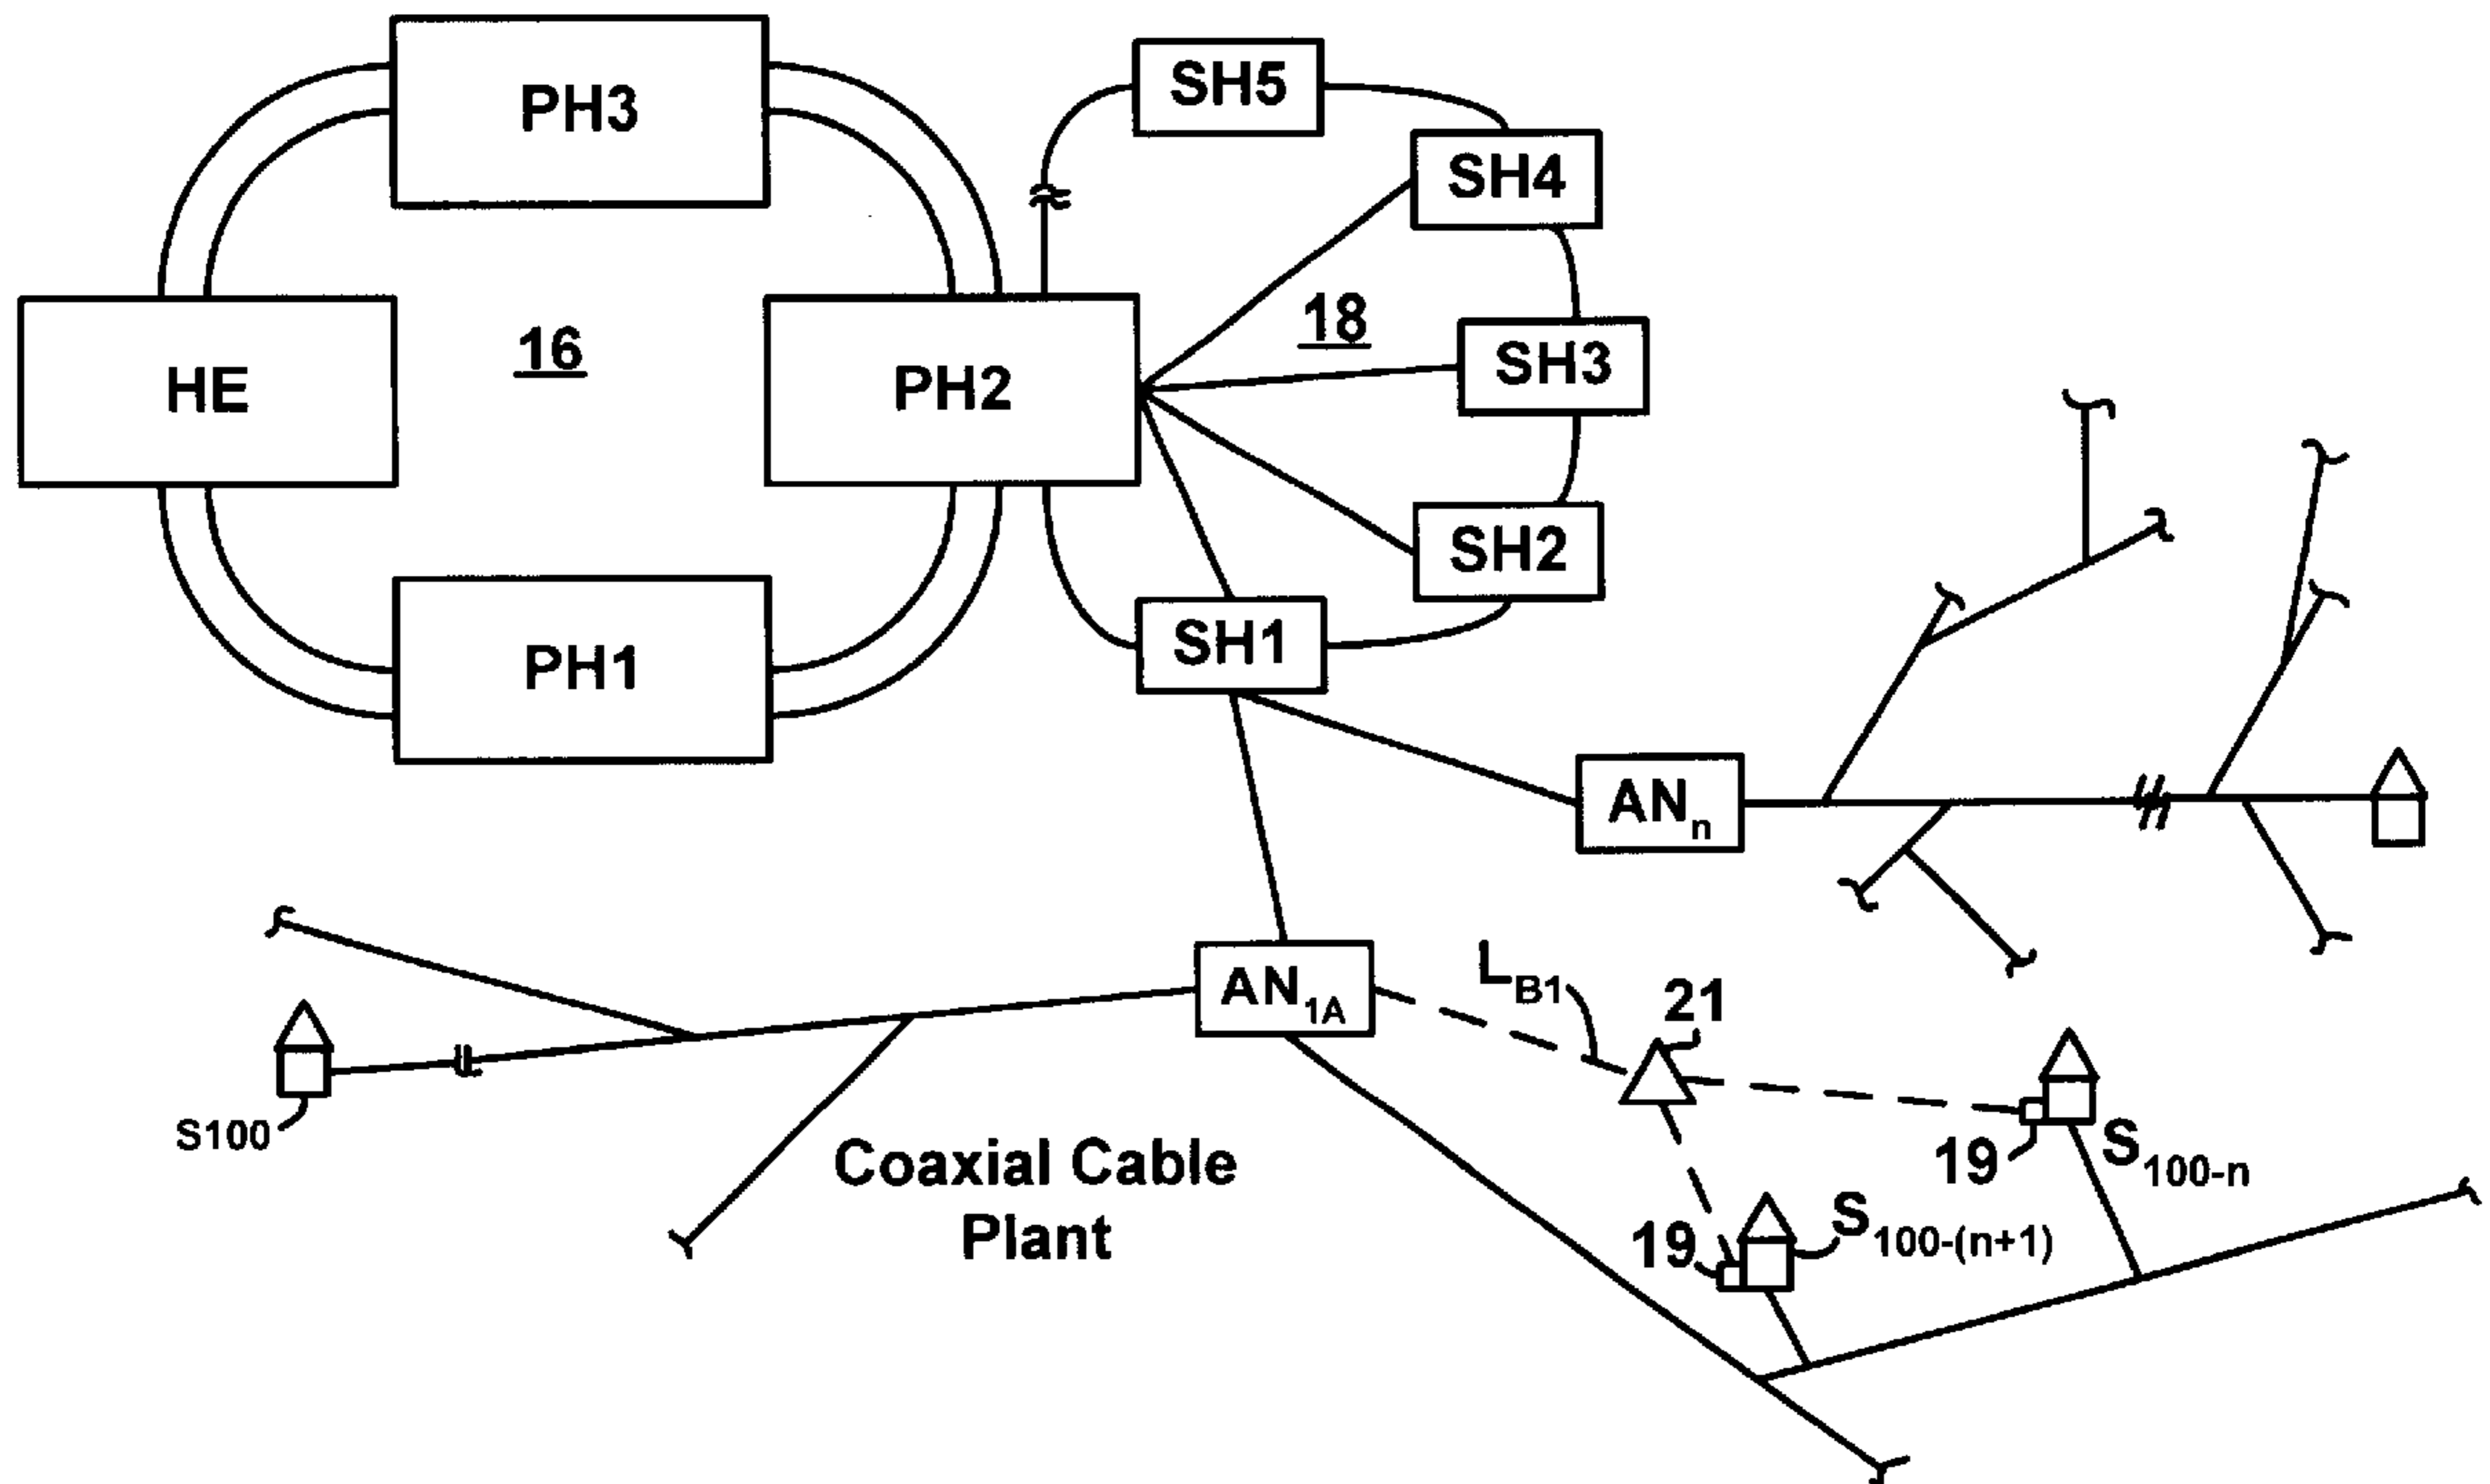 PH3
SH5
SH4
HE
16
PH2
18
SH3
SH2
PH1
SH1
ANn
AN1A
LB1
21
S100
Coaxial Cable
Plant
19
S100-n
19
S100-(n+1)